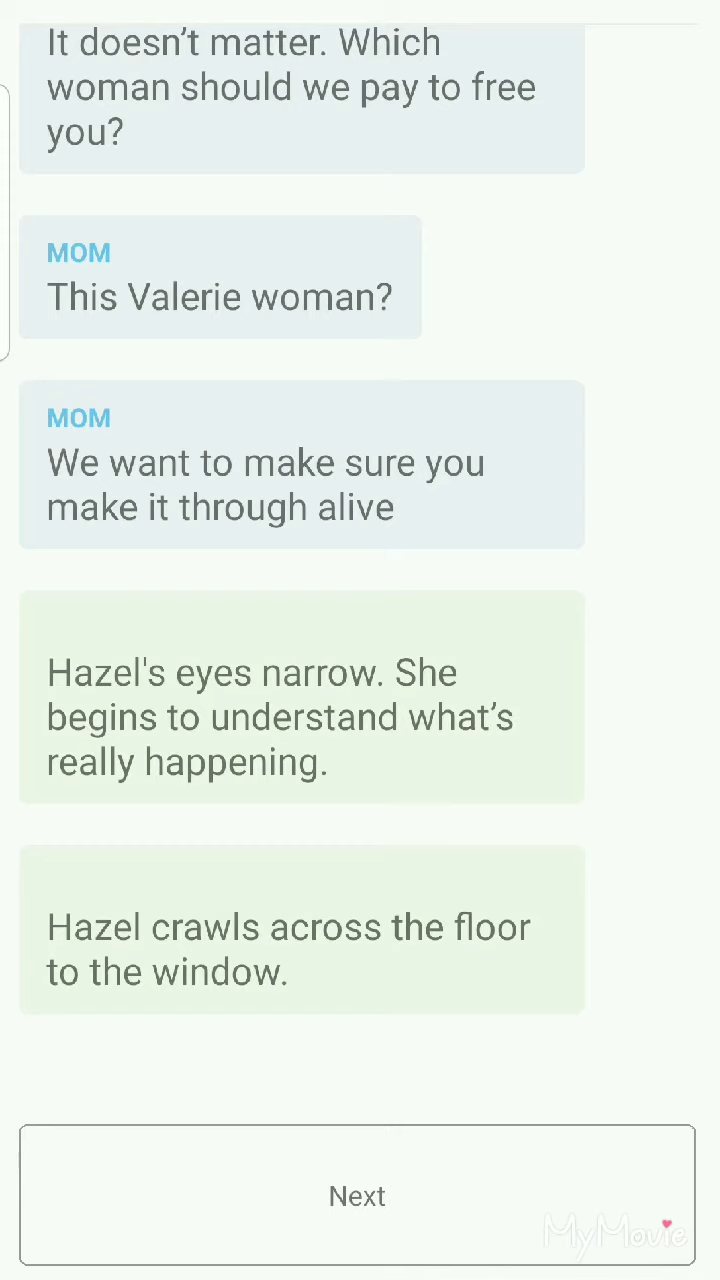 It doesn’t matter. Which
woman should we pay to free
you?
MOM
This Valerie woman?
MOM
We want to make sure you
make it through alive
Hazel's eyes narrow. She
begins to understand what’s
really happening.
Hazel crawls across the floor
to the window.
Next
MyMovie